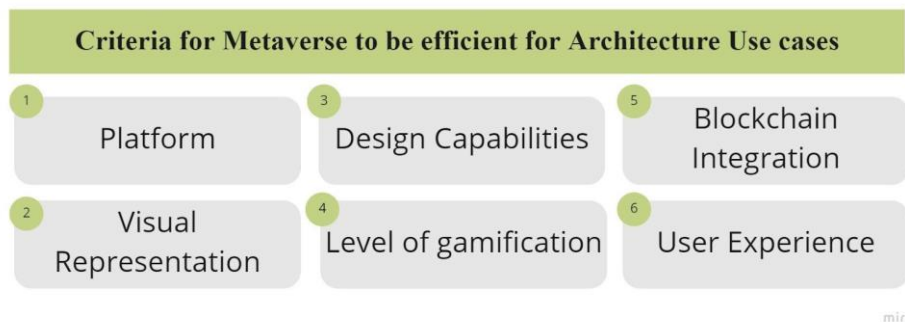 Criteria for Metaverse to be efficient for Architecture Use cases
1
Platform
2
Visual
Representation
3
Design Capabilities
4
Level of gamification
5
Blockchain
Integration
6
User Experience